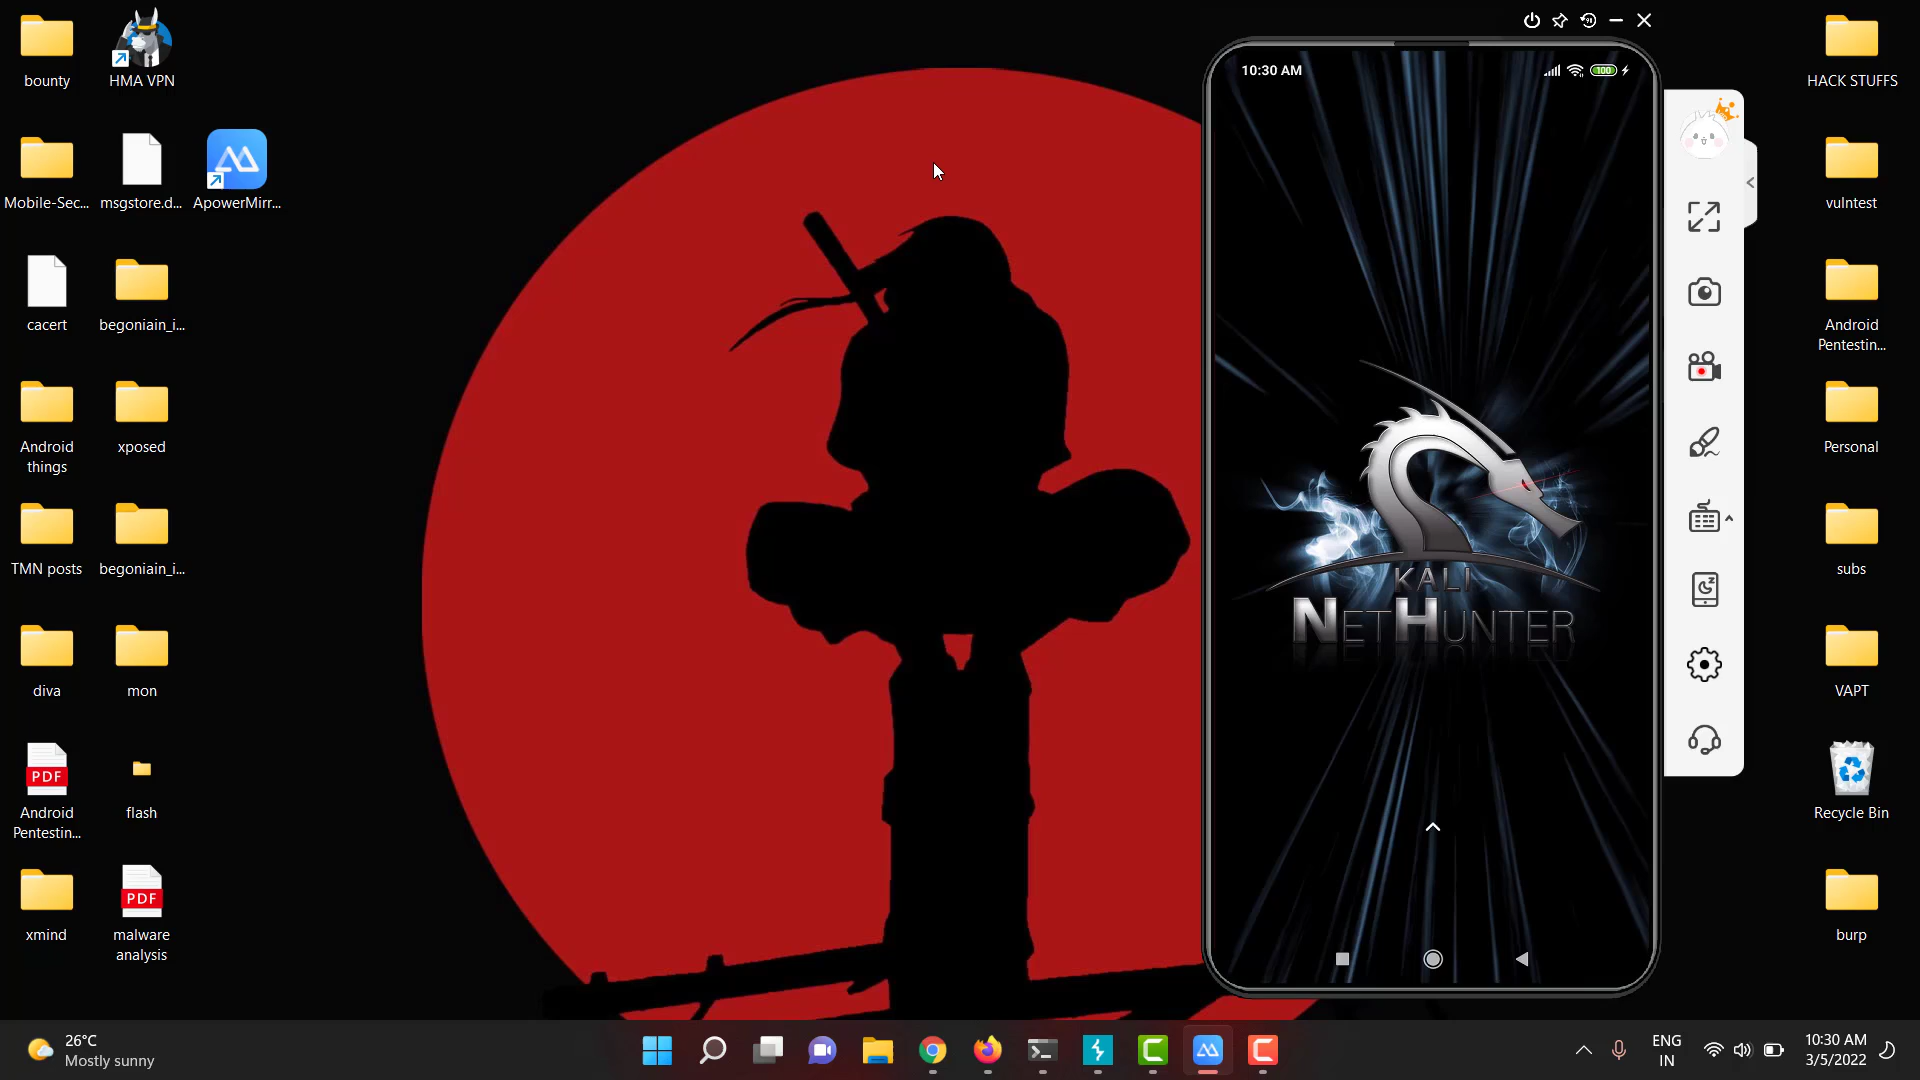 bounty
HMA VPN
Mobile-Sec...
msgstore.d...
ApowerMirr...
cacert
begoniain_i...
Android
things
xposed
TMN posts
begoniain_i...
diva
mon
PDF
Android
Pentestin...
flash
xmind
PDF
malware
analysis
10:30 AM
100
KALI
NETHUNTER
HACK STUFFS
vulntest
Android
Pentestin...
Personal
subs
VAPT
Recycle Bin
burp
26°C
Mostly sunny
ENG
IN
10:30 AM
3/5/2022